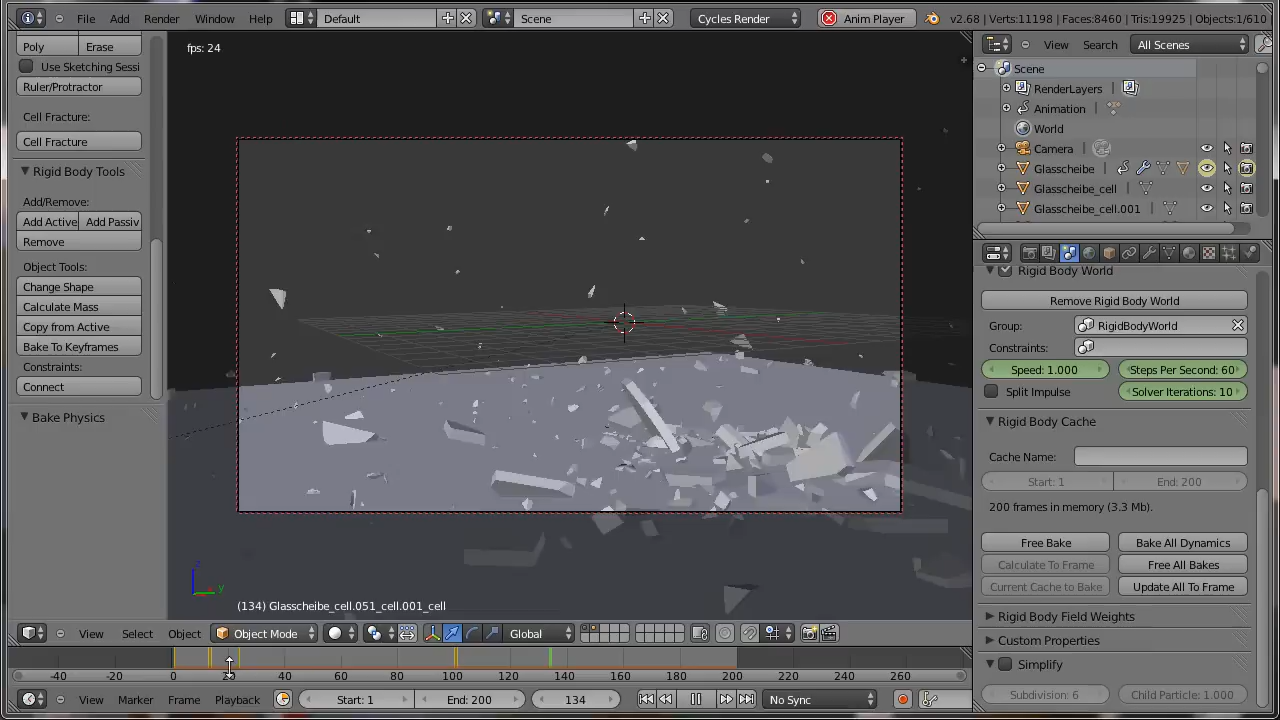 File Add Render Window Help Default Scene Cycles Render Anim Player v2.68 | Verts:11198 | Faces:8460 | Tris:19925 | Objects:1/610
Poly Erase
Use Sketching Sessi
Ruler/Protractor
Cell Fracture:
Cell Fracture
Rigid Body Tools
Add/Remove:
Add Active Add Passiv
Remove
Object Tools:
Change Shape
Calculate Mass
Copy from Active
Bake To Keyframes
Constraints:
Connect
Bake Physics
fps: 24
(134) Glasscheibe_cell.051_cell.001_cell
View Search All Scenes
Scene
RenderLayers
Animation
World
Camera
Glasscheibe
Glasscheibe_cell
Glasscheibe_cell.001
Rigid Body World
Remove Rigid Body World
Group: RigidBodyWorld
Constraints:
Speed: 1.000 Steps Per Second: 60
Split Impulse Solver Iterations: 10
Rigid Body Cache
Cache Name:
Start: 1 End: 200
200 frames in memory (3.3 Mb).
Free Bake Bake All Dynamics
Calculate To Frame Free All Bakes
Current Cache to Bake Update All To Frame
Rigid Body Field Weights
Custom Properties
Simplify
Subdivision: 6 Child Particle: 1.000
View Select Object Object Mode Global
-40 -20 0 40 60 80 100 120 140 160 180 200 220 240 260
View Marker Frame Playback Start: 1 End: 200 134 No Sync